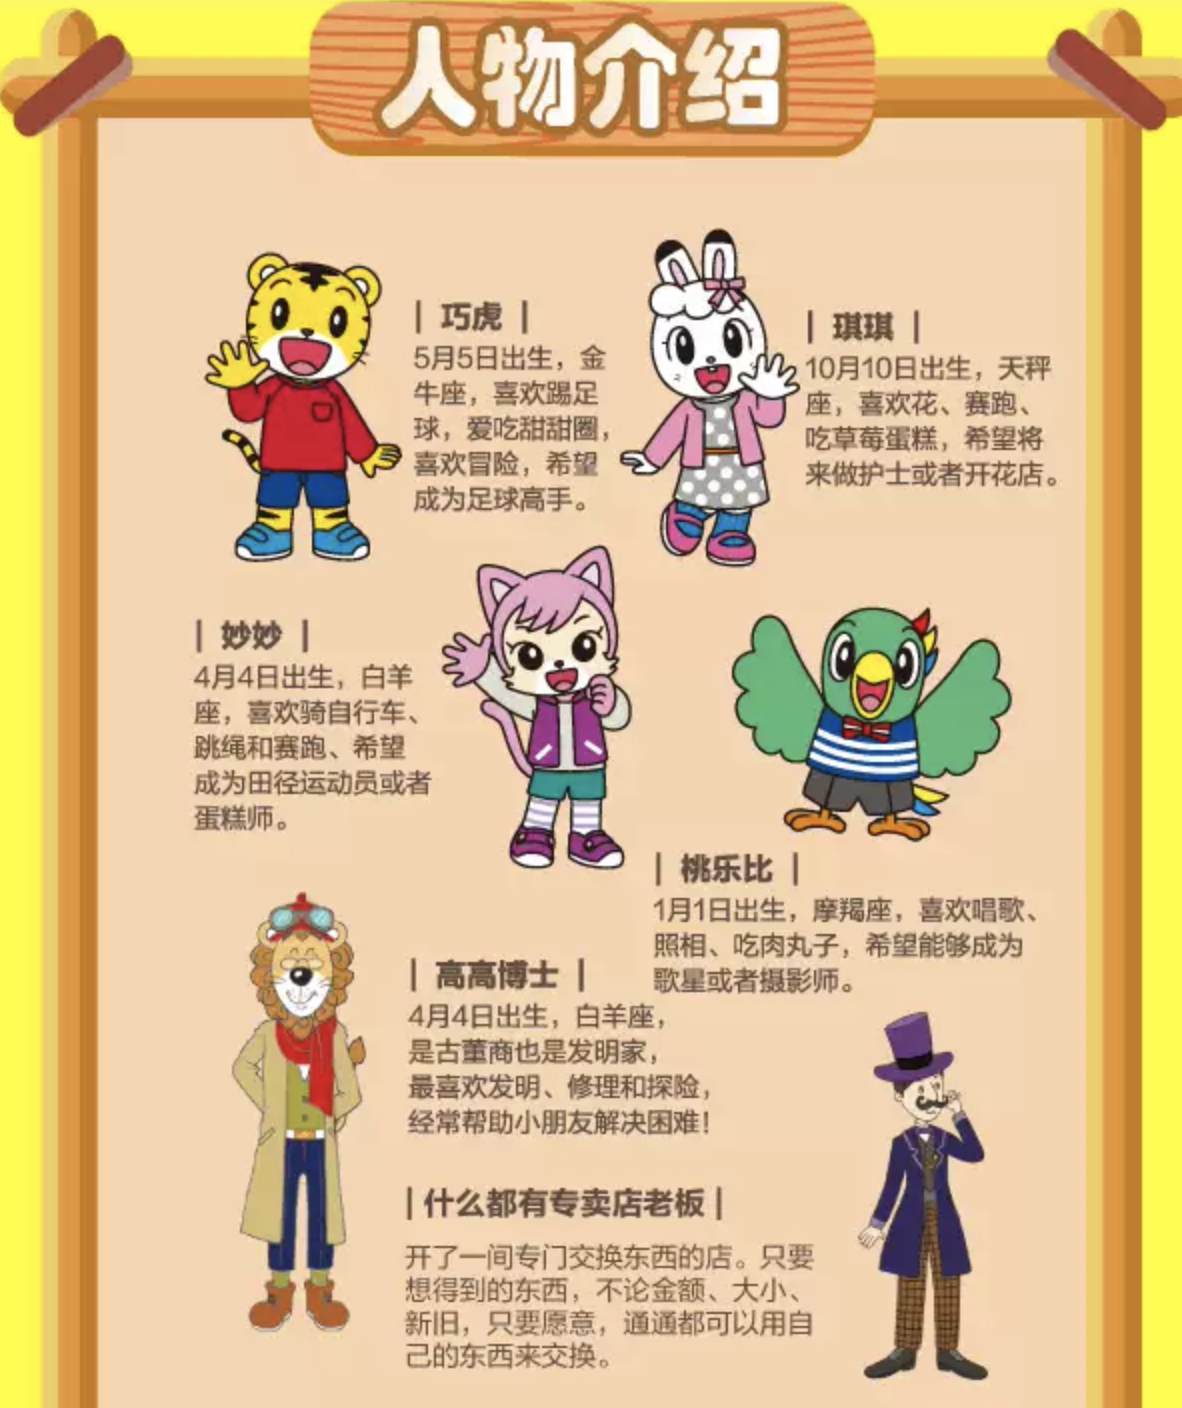 人物介绍
| 巧虎 |
5月5日出生，金
牛座，喜欢踢足
球，爱吃甜甜圈，
喜欢冒险，希望
成为足球高手。
| 琪琪 |
10月10日出生，天秤
座，喜欢花、赛跑、
吃草莓蛋糕，希望将
来做护士或者开花店。
| 妙妙 |
4月4日出生，白羊
座，喜欢骑自行车、
跳绳和赛跑、希望
成为田径运动员或者
蛋糕师。
| 桃乐比 |
1月1日出生，摩羯座，喜欢唱歌、
照相、吃肉丸子，希望能够成为
歌星或者摄影师。
| 高高博士 |
4月4日出生，白羊座，
是古董商也是发明家，
最喜欢发明、修理和探险，
经常帮助小朋友解决困难！
| 什么都有专卖店老板 |
开了一间专门交换东西的店。只要
想得到的东西，不论金额、大小、
新旧，只要愿意，通通都可以用自
己的东西来交换。